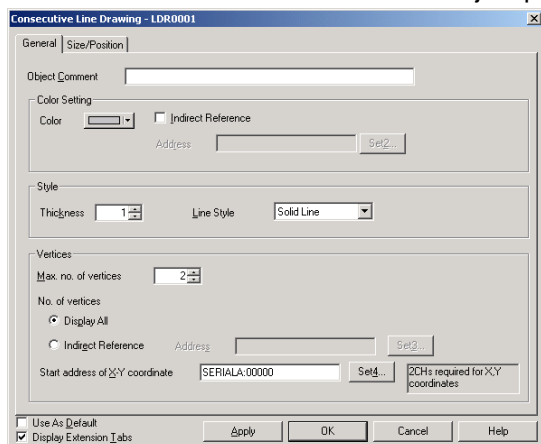 Consecutive Line Drawing - LDR0001
General Size/Position
Object Comment
Color Setting
Color Indirect Reference
Address Set2...
Style
Thickness 1 Line Style Solid Line
Vertices
Max. no. of vertices 2
No. of vertices
Display All
Indirect Reference Address Set3...
Start address of X-Y coordinate SERIALA:00000 Set4... 2CHs required for X,Y
coordinates
Use As Default
Display Extension Tabs Apply OK Cancel Help